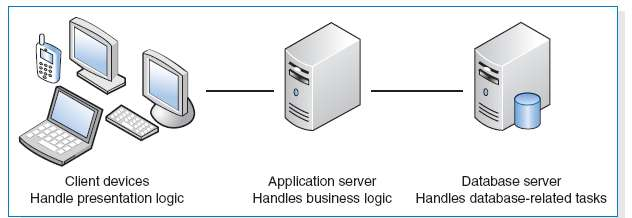 Client devices
Handle presentation logic
Application server
Handles business logic
Database server
Handles database-related tasks